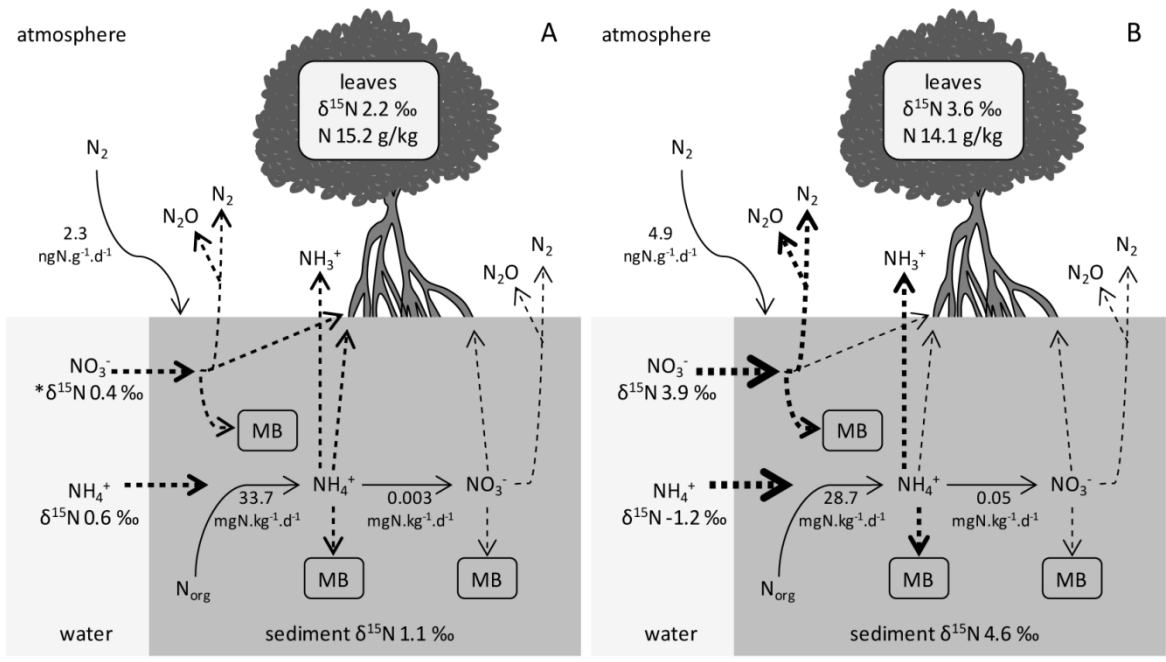 atmosphere
A
leaves
δ¹⁵N 2.2 ‰
N 15.2 g/kg
N₂
N₂O
N₂
2.3
ngN.g⁻¹.d⁻¹
NH₃⁺
N₂O
N₂
NO₃⁻
*δ¹⁵N 0.4 ‰
MB
NH₄⁺
δ¹⁵N 0.6 ‰
33.7
mgN.kg⁻¹.d⁻¹
NH₄⁺
0.003
mgN.kg⁻¹.d⁻¹
NO₃⁻
MB
MB
Norg
water
sediment δ¹⁵N 1.1 ‰
atmosphere
B
leaves
δ¹⁵N 3.6 ‰
N 14.1 g/kg
N₂
N₂O
N₂
4.9
ngN.g⁻¹.d⁻¹
NH₃⁺
N₂O
N₂
NO₃⁻
δ¹⁵N 3.9 ‰
MB
NH₄⁺
δ¹⁵N -1.2 ‰
28.7
mgN.kg⁻¹.d⁻¹
NH₄⁺
0.05
mgN.kg⁻¹.d⁻¹
NO₃⁻
MB
MB
Norg
water
sediment δ¹⁵N 4.6 ‰